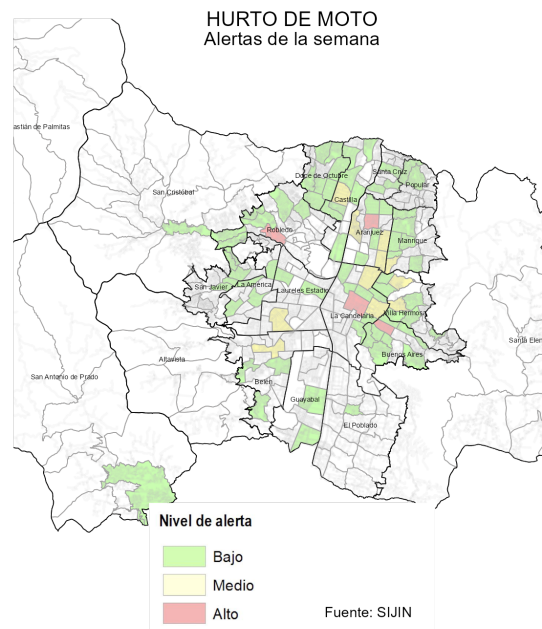 HURTO DE MOTO
Alertas de la semana
astián de Palmitas
San Cristóbal
Doce de Octubre
Santa Cruz
Popular
Castilla
Robledo
Aranjuez
Manrique
San Javier
La América
Laureles Estadio
La Candelaria
Villa Hermosa
Santa Elen
Buenos Aires
Altavista
San Antonio de Prado
Belén
Guayabal
El Poblado
Nivel de alerta
Bajo
Medio
Alto
Fuente: SIJIN